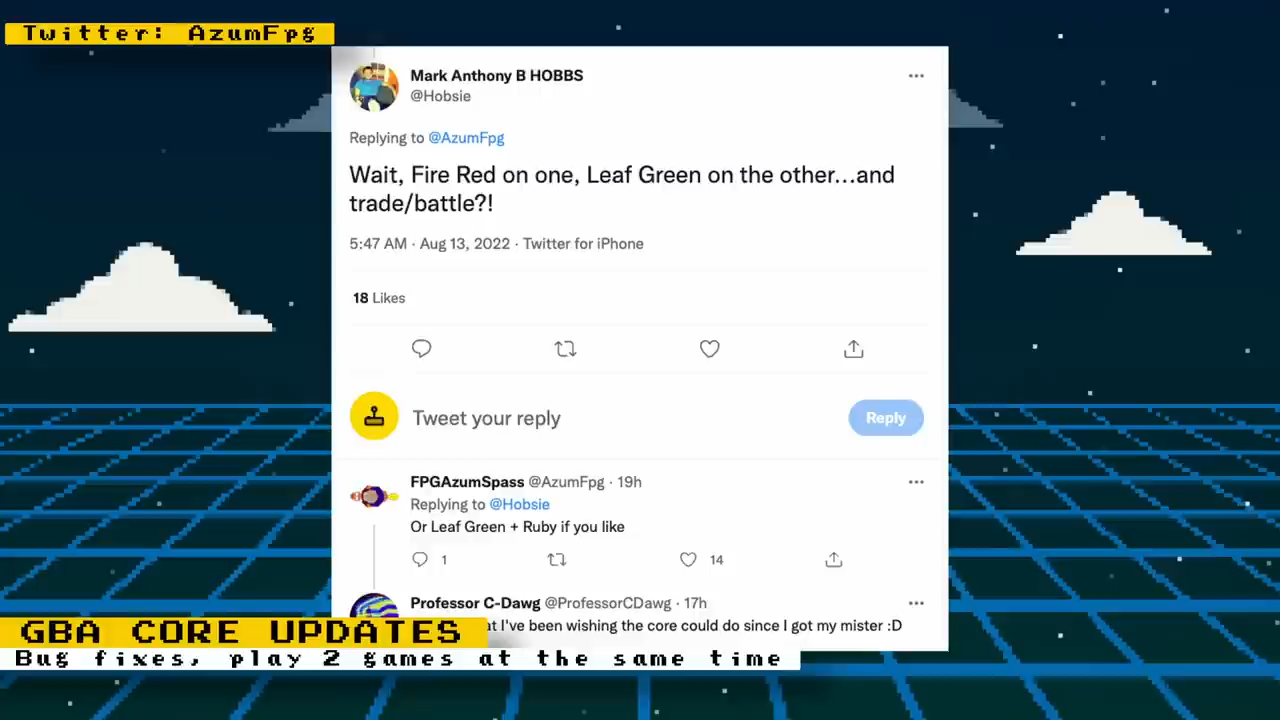 Twitter: AzumFpg
Mark Anthony B HOBBS
@Hobsie
Replying to @AzumFpg
Wait, Fire Red on one, Leaf Green on the other...and
trade/battle?!
5:47 AM · Aug 13, 2022 · Twitter for iPhone
18 Likes
Tweet your reply
Reply
FPGAzumSpass @AzumFpg · 19h
Replying to @Hobsie
Or Leaf Green + Ruby if you like
1
14
Professor C-Dawg @ProfessorCDawg · 17h
I've been wishing the core could do since I got my mister :D
GBA CORE UPDATES
Bug fixes, play 2 games at the same time